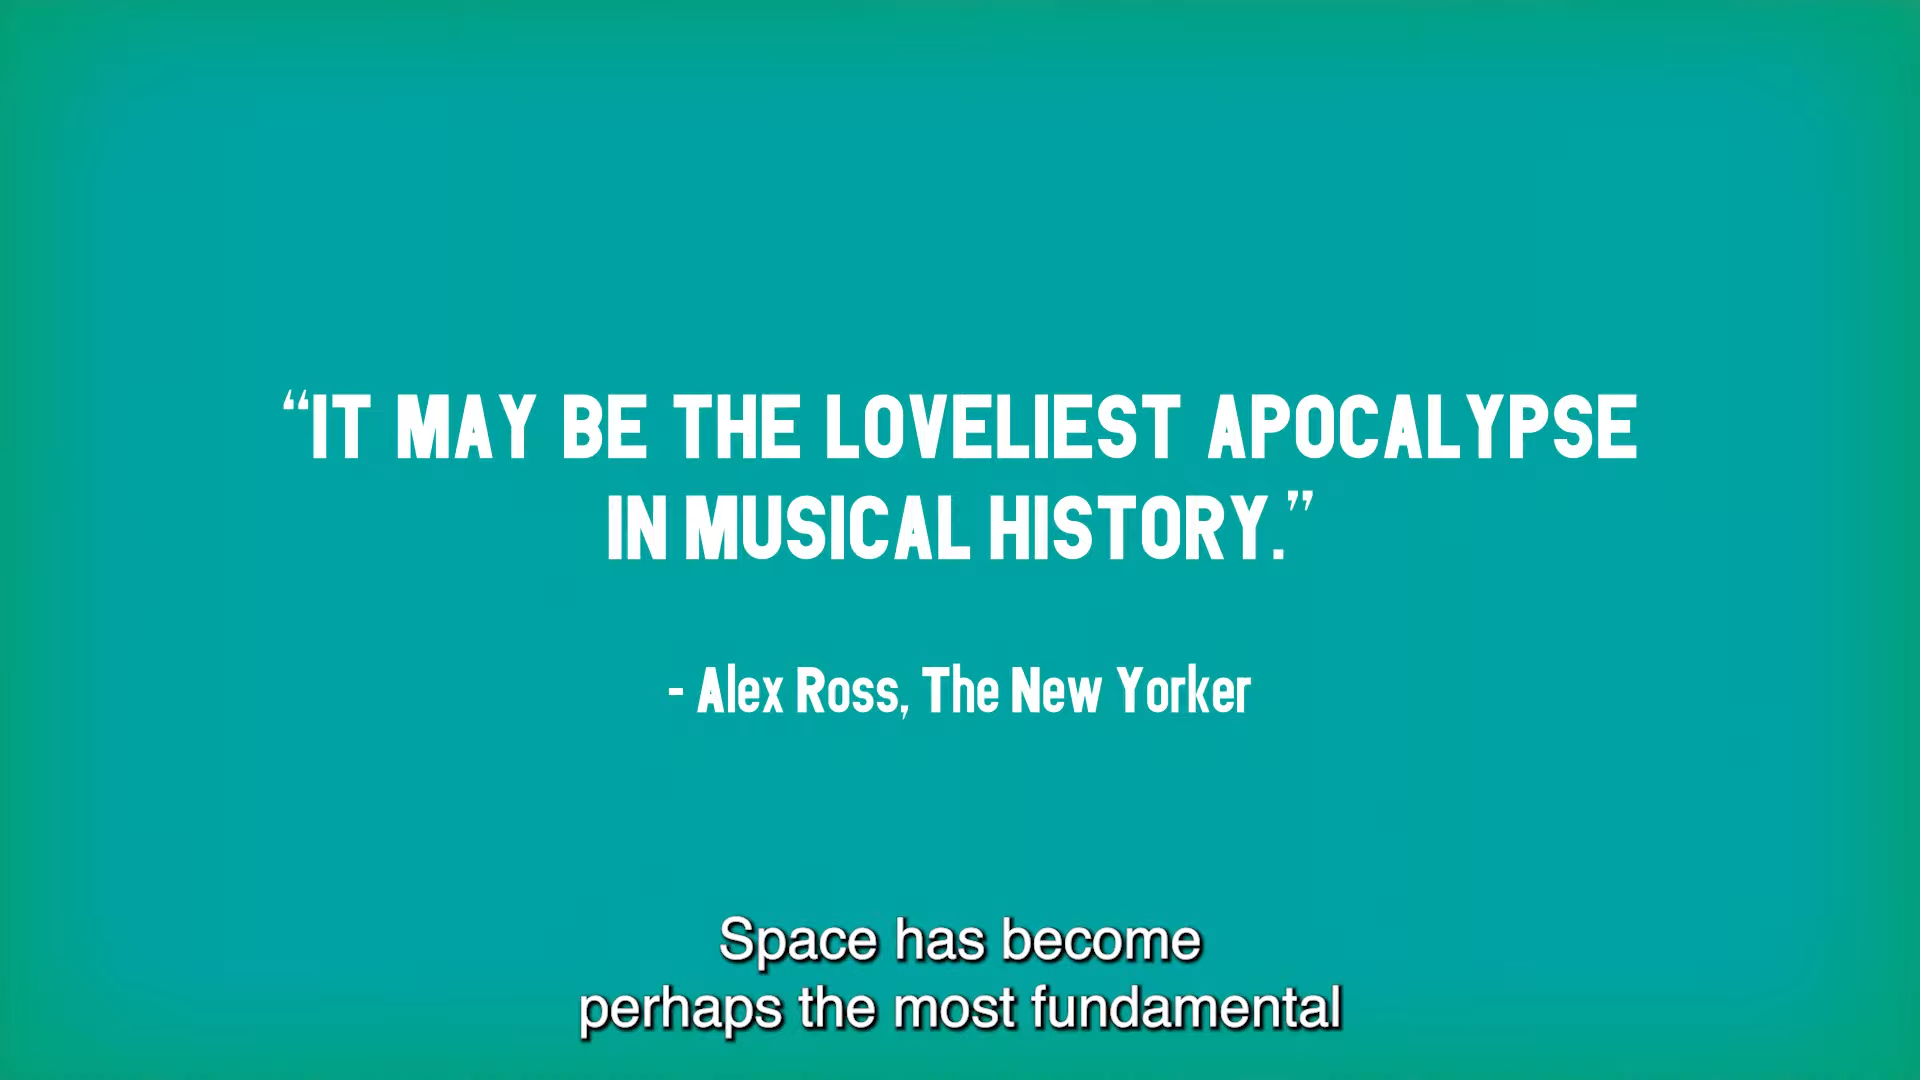 “IT MAY BE THE LOVELIEST APOCALYPSE
IN MUSICAL HISTORY.”
- Alex Ross, The New Yorker
Space has become
perhaps the most fundamental